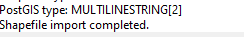 PostGIS type: MULTILINESTRING[2]
Shapefile import completed.